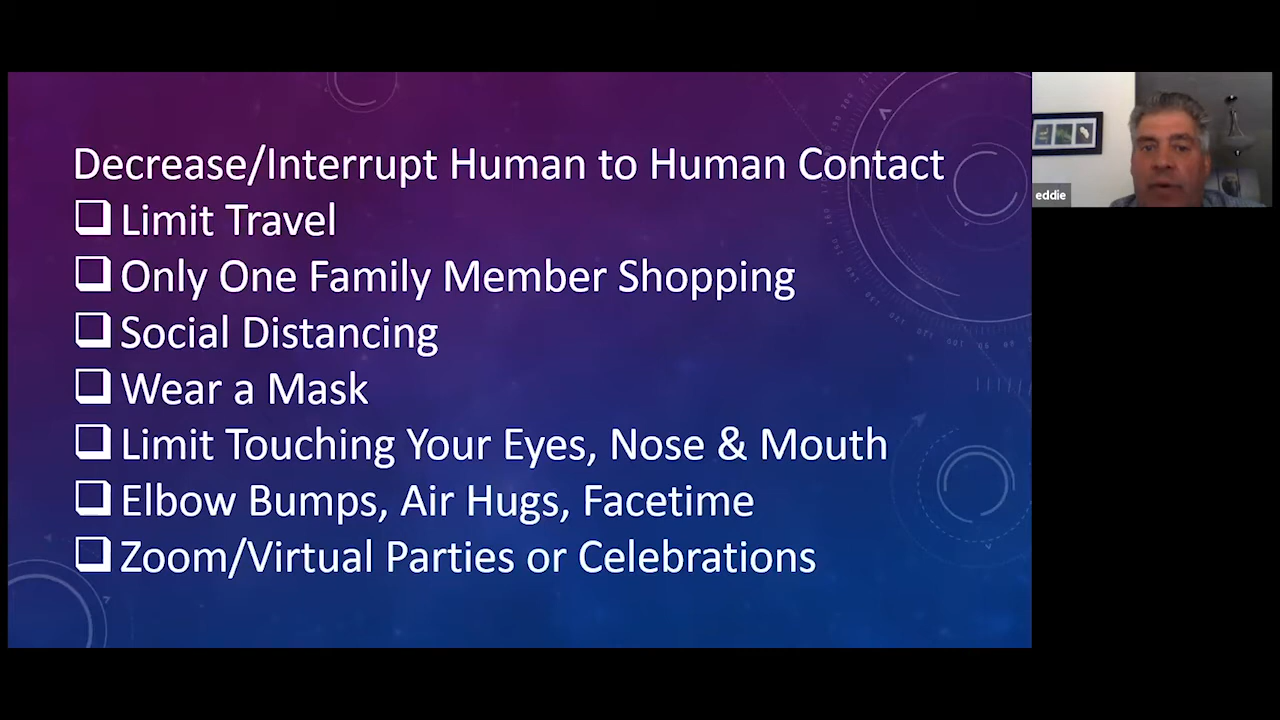 Decrease/Interrupt Human to Human Contact
❑ Limit Travel
❑ Only One Family Member Shopping
❑ Social Distancing
❑ Wear a Mask
❑ Limit Touching Your Eyes, Nose & Mouth
❑ Elbow Bumps, Air Hugs, Facetime
❑ Zoom/Virtual Parties or Celebrations
eddie